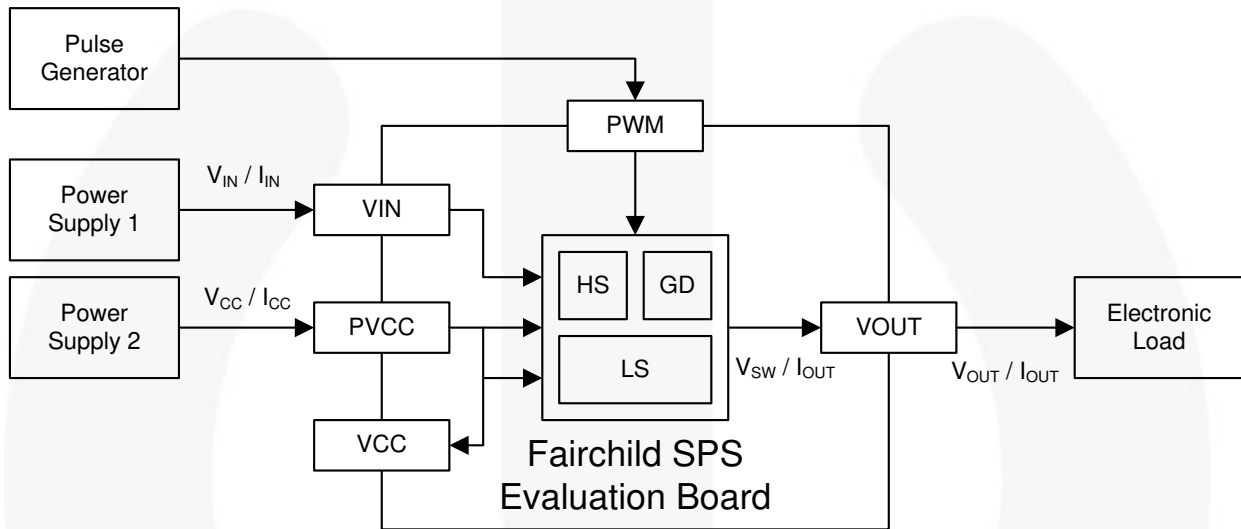 Pulse
Generator
PWM
Power
Supply 1
V_IN / I_IN
VIN
HS
GD
Power
Supply 2
V_CC / I_CC
PVCC
LS
V_SW / I_OUT
VOUT
V_OUT / I_OUT
Electronic
Load
VCC
Fairchild SPS
Evaluation Board